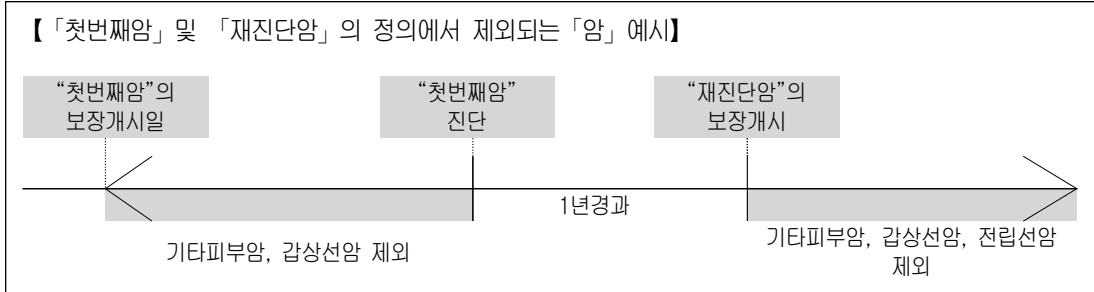 【「첫번째암」및 「재진단암」의 정의에서 제외되는「암」예시】
“첫번째암”의
보장개시일
“첫번째암”
진단
“재진단암”의
보장개시
1년경과
기타피부암, 갑상선암 제외
기타피부암, 갑상선암, 전립선암
제외